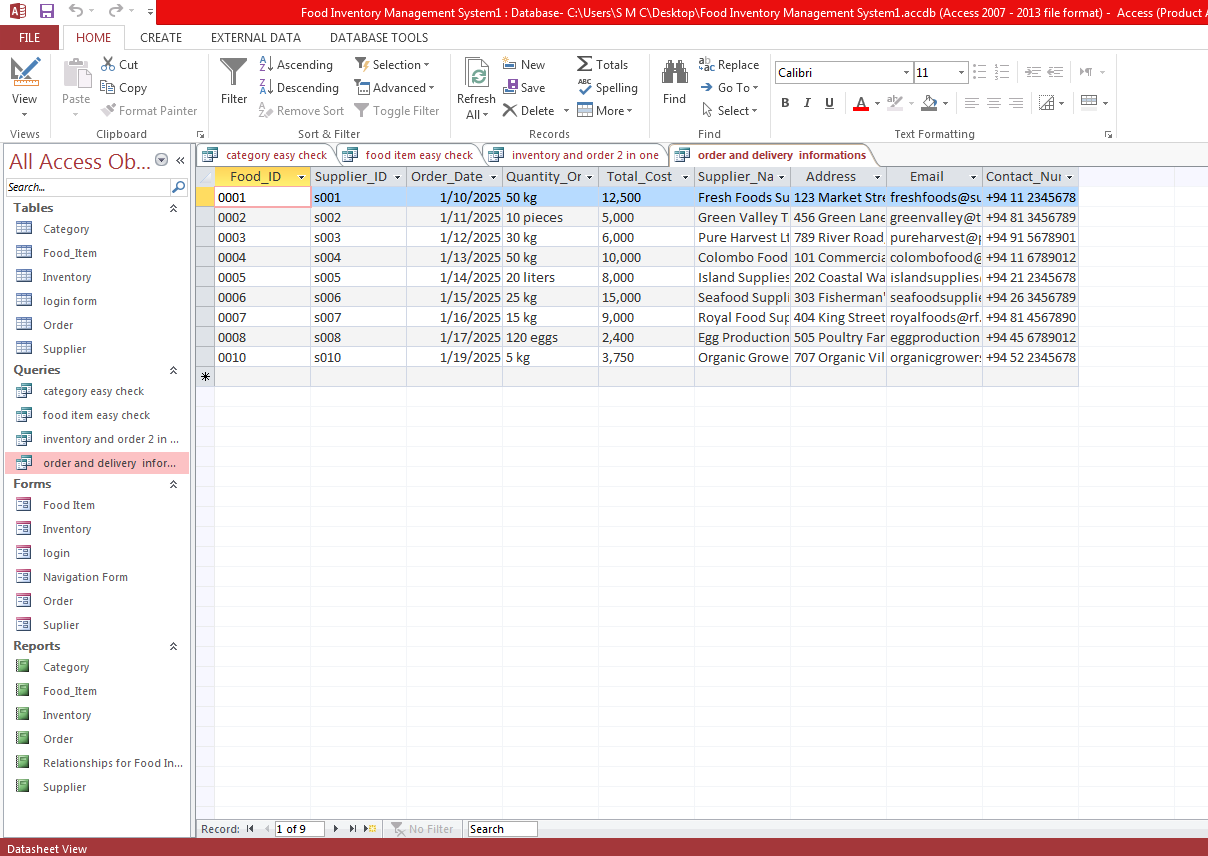 Food Inventory Management System1 : Database- C:\Users\S M C\Desktop\Food Inventory Management System1.accdb (Access 2007 - 2013 file format) - Access (Product A
FILE HOME CREATE EXTERNAL DATA DATABASE TOOLS
View
Views
Paste
Cut
Copy
Format Painter
Clipboard
Filter
Ascending
Descending
Remove Sort
Selection
Advanced
Toggle Filter
Sort & Filter
Refresh
All
New
Save
Delete
Totals
Spelling
More
Records
Find
Replace
Go To
Select
Find
Calibri 11
B I U A
Text Formatting
All Access Ob...
Search...
Tables
Category
Food_Item
Inventory
login form
Order
Supplier
Queries
category easy check
food item easy check
inventory and order 2 in ...
order and delivery infor...
Forms
Food Item
Inventory
login
Navigation Form
Order
Suplier
Reports
Category
Food_Item
Inventory
Order
Relationships for Food In...
Supplier
category easy check food item easy check inventory and order 2 in one order and delivery informations
Food_ID Supplier_ID Order_Date Quantity_Or Total_Cost Supplier_Na Address Email Contact_Nur
0001 s001 1/10/2025 50 kg 12,500 Fresh Foods Su 123 Market Stre freshfoods@su +94 11 2345678
0002 s002 1/11/2025 10 pieces 5,000 Green Valley T 456 Green Lane greenvalley@t +94 81 3456789
0003 s003 1/12/2025 30 kg 6,000 Pure Harvest Lt 789 River Road, pureharvest@p +94 91 5678901
0004 s004 1/13/2025 50 kg 10,000 Colombo Food 101 Commercia colombofood@ +94 11 6789012
0005 s005 1/14/2025 20 liters 8,000 Island Supplies 202 Coastal Wa islandsupplies +94 21 2345678
0006 s006 1/15/2025 25 kg 15,000 Seafood Suppli 303 Fisherman' seafoodsupplie +94 26 3456789
0007 s007 1/16/2025 15 kg 9,000 Royal Food Sup 404 King Street royalfoods@rf. +94 81 4567890
0008 s008 1/17/2025 120 eggs 2,400 Egg Production 505 Poultry Far eggproduction +94 45 6789012
0010 s010 1/19/2025 5 kg 3,750 Organic Growe 707 Organic Vil organicgrowers +94 52 2345678
Record: 1 of 9 No Filter Search
Datasheet View